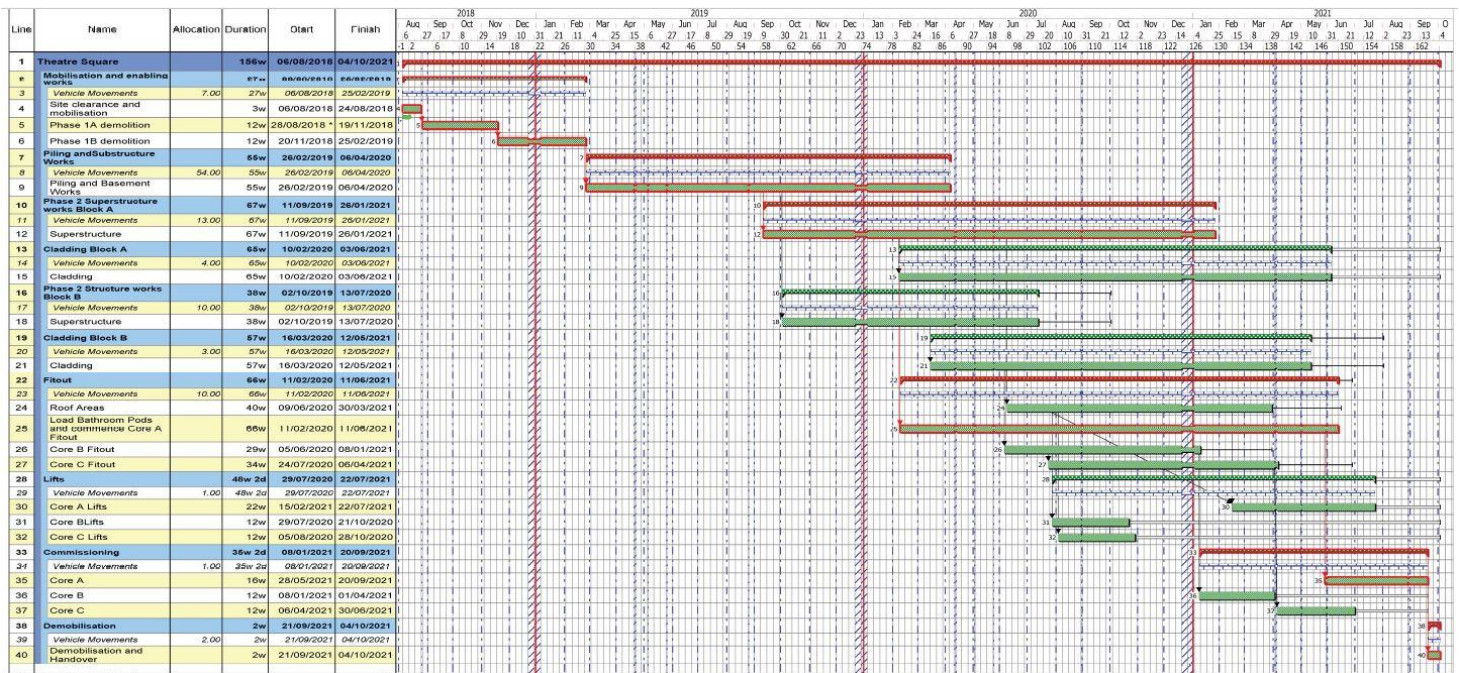 2018 2019 2020 2021
Line Name Allocation Duration Start Finish
Aug Sep Oct Nov Dec Jan Feb Mar Apr May Jun Jul Aug Sep Oct Nov Dec Jan Feb Mar Apr May Jun Jul Aug Sep Oct Nov Dec Jan Feb Mar Apr May Jun Jul Aug Sep O
1 Theatre Square 156w 06/08/2018 04/10/2021
Mobilisation and enabling
works
3 Vehicle Movements 7.00 27w 06/08/2018 25/02/2019
4 Site clearance and
mobilisation 3w 06/08/2018 24/08/2018
5 Phase 1A demolition 12w 28/08/2018 * 19/11/2018
6 Phase 1B demolition 12w 20/11/2018 25/02/2019
7 Piling andSubstructure
Works 55w 26/02/2019 06/04/2020
8 Vehicle Movements 54.00 55w 26/02/2019 06/04/2020
9 Piling and Basement
Works 55w 26/02/2019 06/04/2020
10 Phase 2 Superstructure
works Block A 67w 11/09/2019 26/01/2021
11 Vehicle Movements 13.00 67w 11/09/2019 26/01/2021
12 Superstructure 67w 11/09/2019 26/01/2021
13 Cladding Block A 65w 10/02/2020 03/06/2021
14 Vehicle Movements 4.00 65w 10/02/2020 03/06/2021
15 Cladding 65w 10/02/2020 03/06/2021
16 Phase 2 Structure works
Block B 38w 02/10/2019 13/07/2020
17 Vehicle Movements 10.00 38w 02/10/2019 13/07/2020
18 Superstructure 38w 02/10/2019 13/07/2020
19 Cladding Block B 57w 16/03/2020 12/05/2021
20 Vehicle Movements 3.00 57w 16/03/2020 12/05/2021
21 Cladding 57w 16/03/2020 12/05/2021
22 Fitout 66w 11/02/2020 11/06/2021
23 Vehicle Movements 10.00 66w 11/02/2020 11/06/2021
24 Roof Areas 40w 09/06/2020 30/03/2021
25 Load Bathroom Pods
and commence Core A
Fitout 66w 11/02/2020 11/06/2021
26 Core B Fitout 29w 05/06/2020 08/01/2021
27 Core C Fitout 34w 24/07/2020 06/04/2021
28 Lifts 48w 2d 29/07/2020 22/07/2021
29 Vehicle Movements 1.00 48w 2d 29/07/2020 22/07/2021
30 Core A Lifts 22w 15/02/2021 22/07/2021
31 Core BLifts 12w 29/07/2020 21/10/2020
32 Core C Lifts 12w 05/08/2020 28/10/2020
33 Commissioning 35w 2d 08/01/2021 20/09/2021
34 Vehicle Movements 1.00 35w 2d 08/01/2021 20/09/2021
35 Core A 16w 28/05/2021 20/09/2021
36 Core B 12w 08/01/2021 01/04/2021
37 Core C 12w 06/04/2021 30/06/2021
38 Demobilisation 2w 21/09/2021 04/10/2021
39 Vehicle Movements 2.00 2w 21/09/2021 04/10/2021
40 Demobilisation and
Handover 2w 21/09/2021 04/10/2021